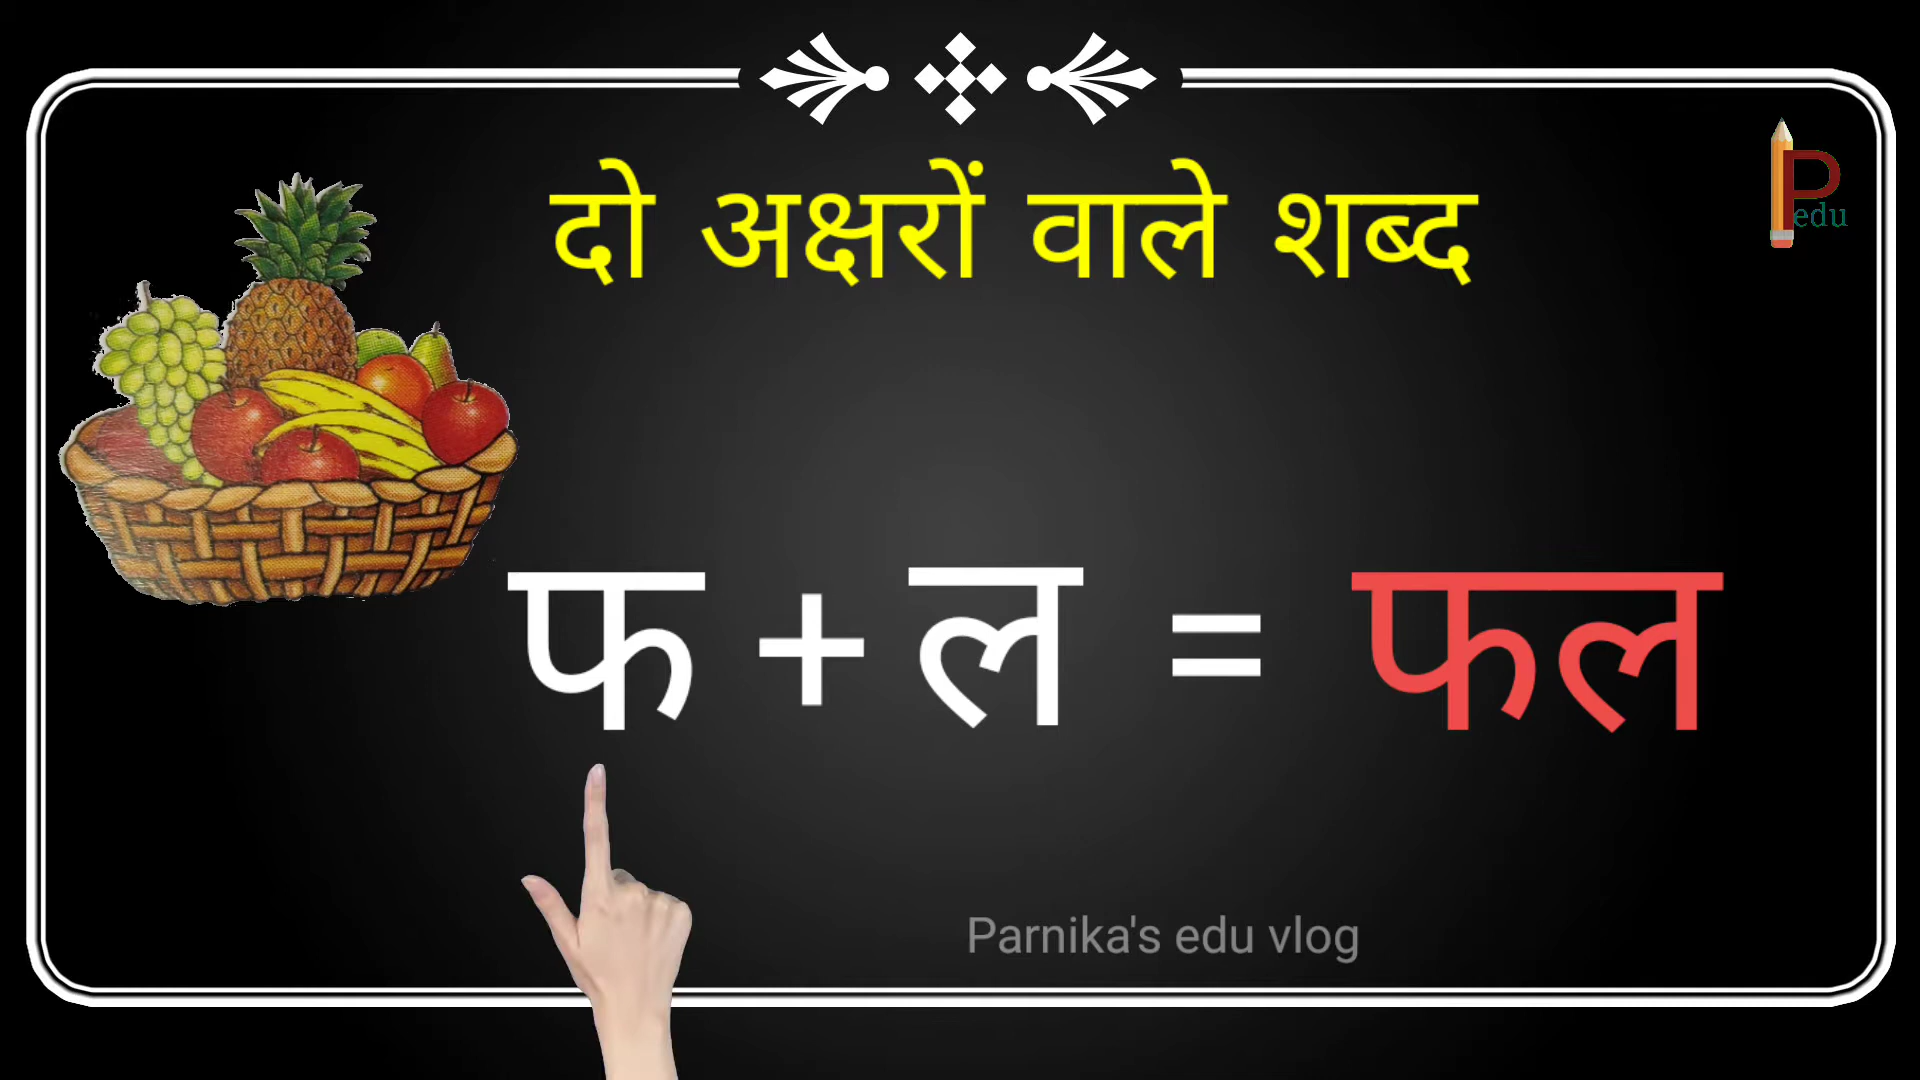 दो अक्षरों वाले शब्द
P
edu
फ + ल = फल
Parnika's edu vlog